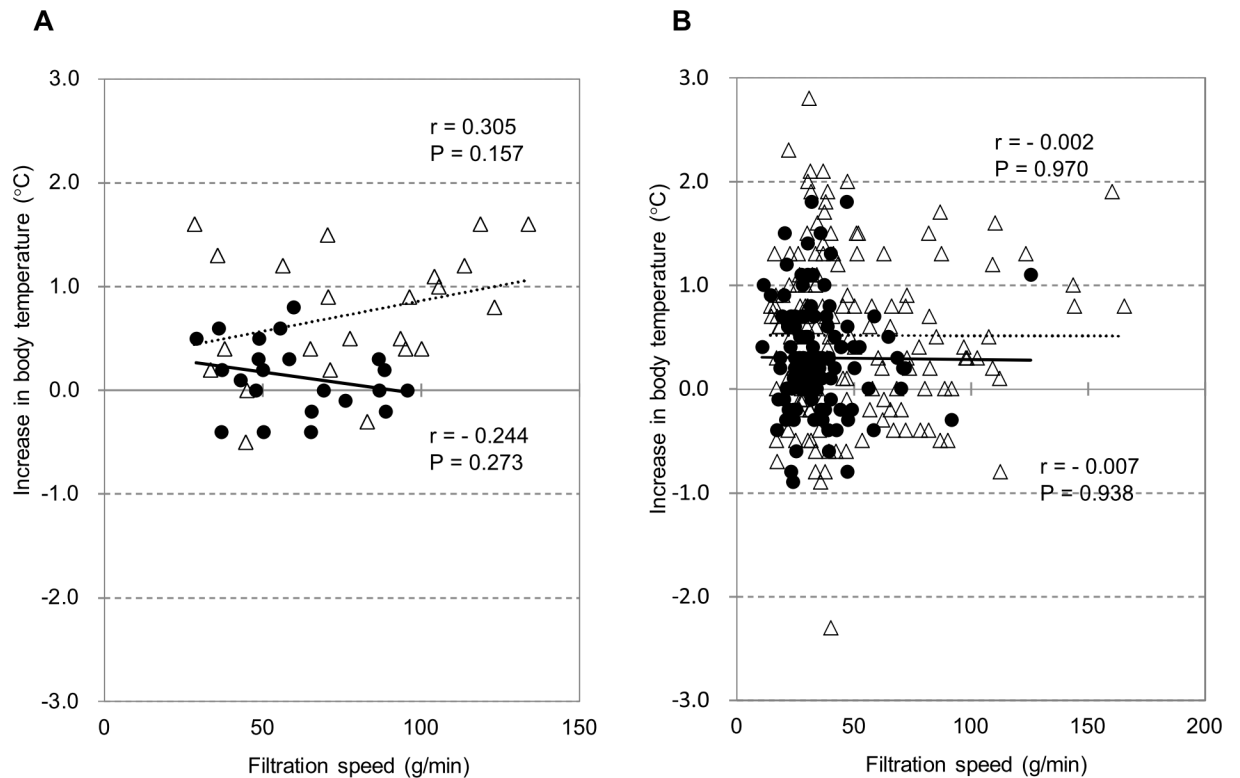 A
3.0
2.0
1.0
0.0
-1.0
-2.0
-3.0
Increase in body temperature (°C)
r = 0.305
P = 0.157
r = - 0.244
P = 0.273
0
50
100
150
Filtration speed (g/min)
B
3.0
2.0
1.0
0.0
-1.0
-2.0
-3.0
Increase in body temperature (°C)
r = - 0.002
P = 0.970
r = - 0.007
P = 0.938
0
50
100
150
200
Filtration speed (g/min)